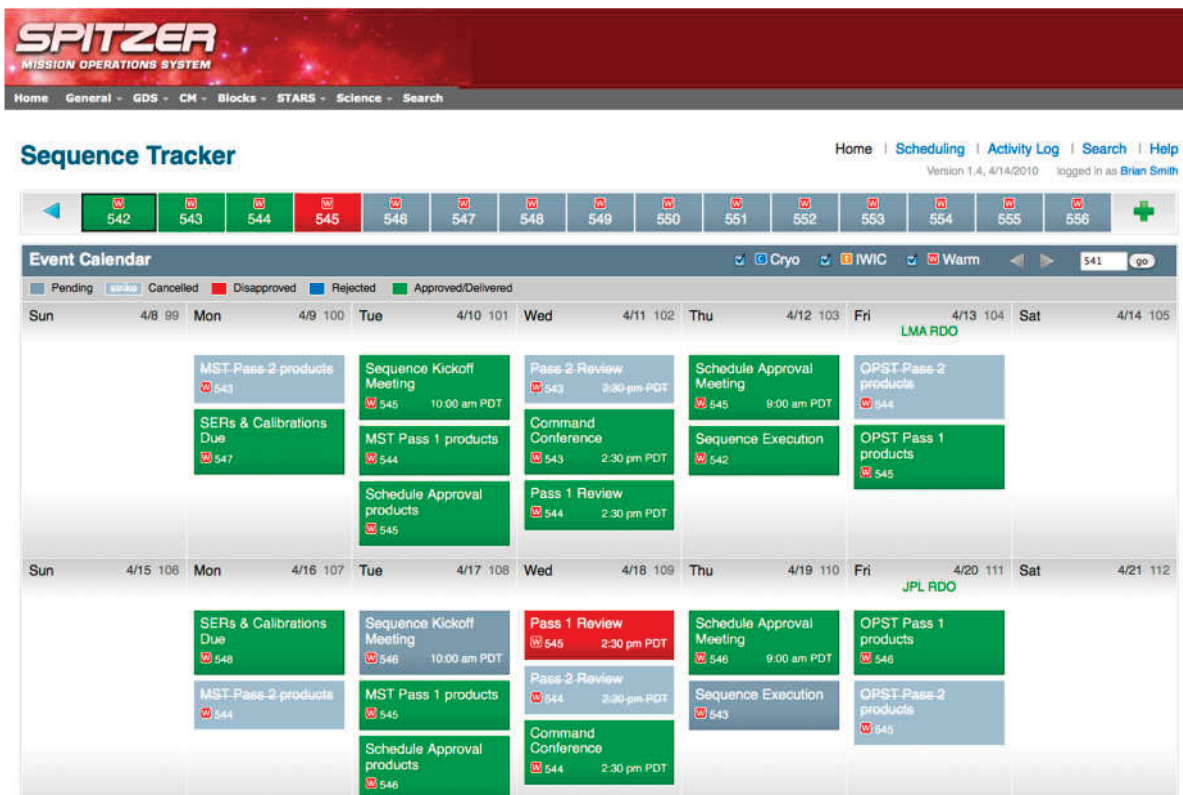 SPITZER
MISSION OPERATIONS SYSTEM
Home General GDS CM Blocks STARS Science Search
Sequence Tracker
Home | Scheduling | Activity Log | Search | Help
Version 1.4, 4/14/2010 logged in as Brian Smith
W W W W W W W W W W W W W W W
542 543 544 545 546 547 548 549 550 551 552 553 554 555 556
Event Calendar C Cryo I IWIC W Warm 541 go
Pending strike Cancelled Disapproved Rejected Approved/Delivered
Sun 4/8 99 Mon 4/9 100 Tue 4/10 101 Wed 4/11 102 Thu 4/12 103 Fri 4/13 104 Sat 4/14 105
LMA RDO
MST Pass 2 products
W 543
SERs & Calibrations
Due
W 547
Sequence Kickoff
Meeting
W 545 10:00 am PDT
MST Pass 1 products
W 544
Schedule Approval
products
W 545
Pass 2 Review
W 543 2:30 pm PDT
Command
Conference
W 543 2:30 pm PDT
Pass 1 Review
W 544 2:30 pm PDT
Schedule Approval
Meeting
W 545 9:00 am PDT
Sequence Execution
W 542
OPST Pass 2
products
W 544
OPST Pass 1
products
W 545
Sun 4/15 106 Mon 4/16 107 Tue 4/17 108 Wed 4/18 109 Thu 4/19 110 Fri 4/20 111 Sat 4/21 112
JPL RDO
SERs & Calibrations
Due
W 548
MST Pass 2 products
W 544
Sequence Kickoff
Meeting
W 546 10:00 am PDT
MST Pass 1 products
W 545
Schedule Approval
products
W 546
Pass 1 Review
W 545 2:30 pm PDT
Pass 2 Review
W 544 2:30 pm PDT
Command
Conference
W 544 2:30 pm PDT
Schedule Approval
Meeting
W 546 9:00 am PDT
Sequence Execution
W 543
OPST Pass 1
products
W 546
OPST Pass 2
products
W 545